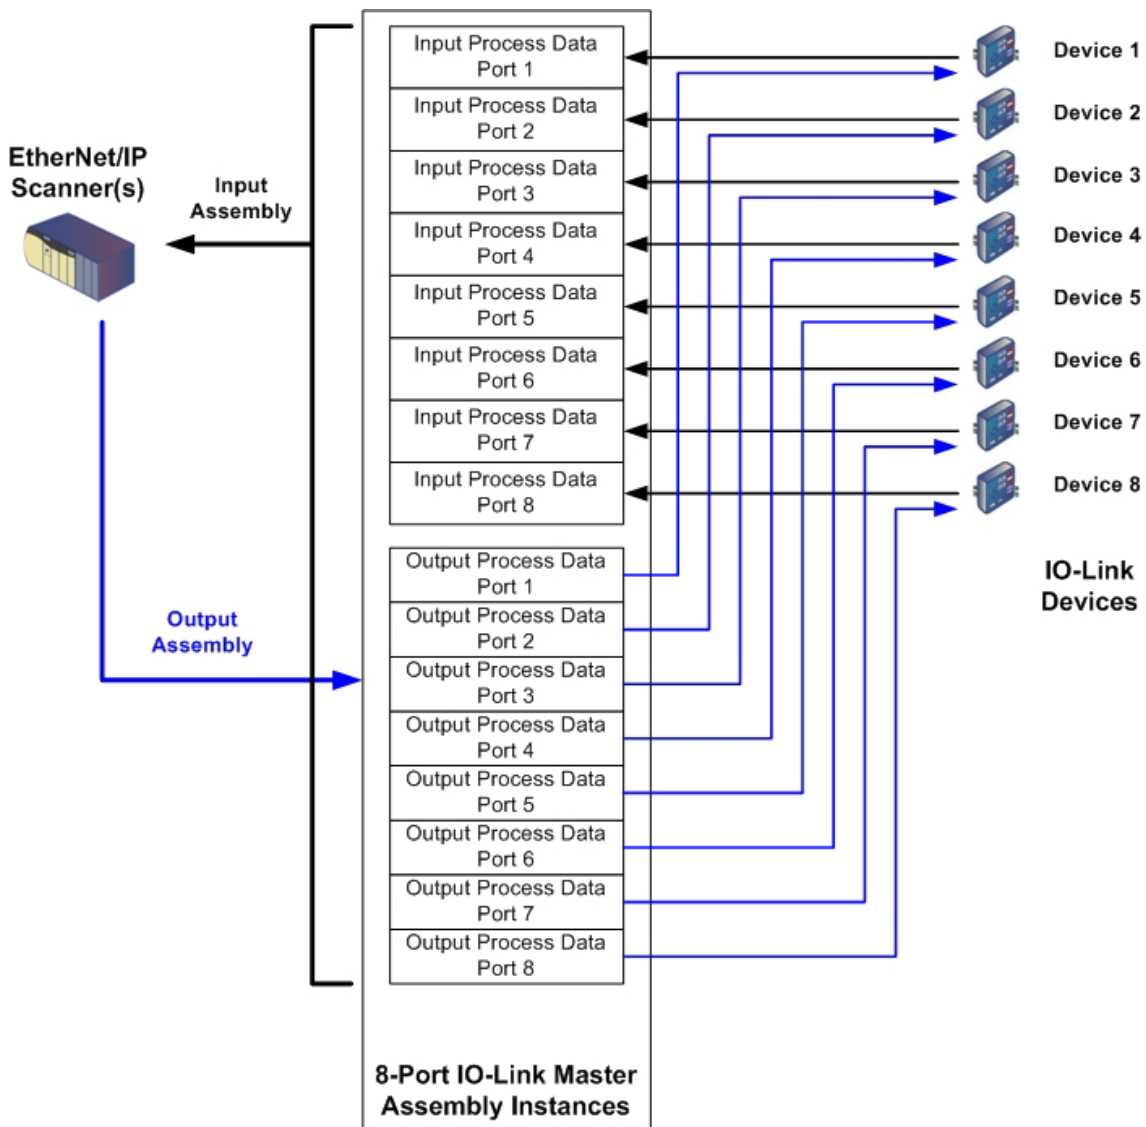 EtherNet/IP
Scanner(s)
Input
Assembly
Output
Assembly
Input Process Data
Port 1
Input Process Data
Port 2
Input Process Data
Port 3
Input Process Data
Port 4
Input Process Data
Port 5
Input Process Data
Port 6
Input Process Data
Port 7
Input Process Data
Port 8
Output Process Data
Port 1
Output Process Data
Port 2
Output Process Data
Port 3
Output Process Data
Port 4
Output Process Data
Port 5
Output Process Data
Port 6
Output Process Data
Port 7
Output Process Data
Port 8
8-Port IO-Link Master
Assembly Instances
Device 1
Device 2
Device 3
Device 4
Device 5
Device 6
Device 7
Device 8
IO-Link
Devices